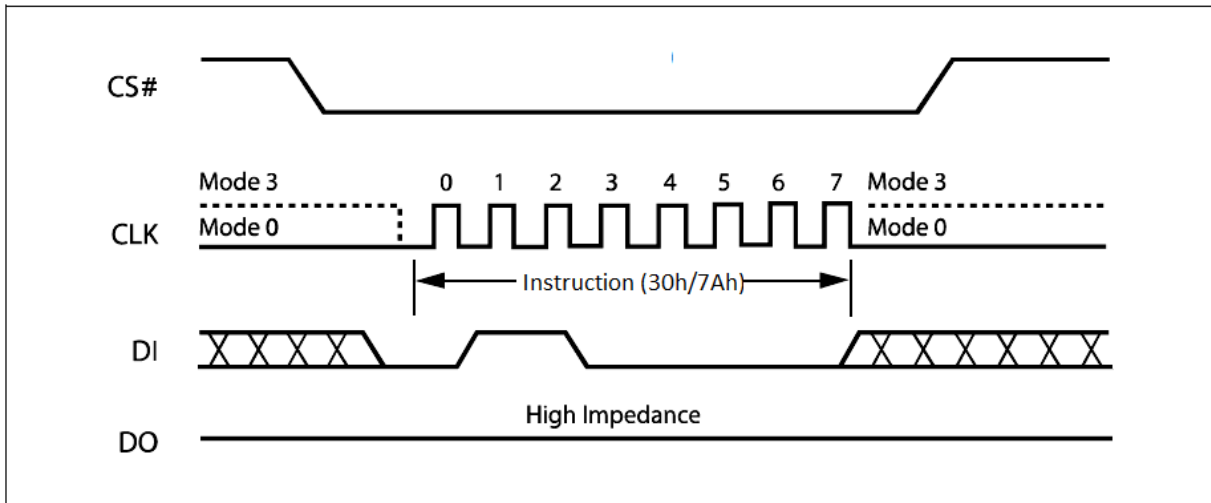 CS#
Mode 3 0 1 2 3 4 5 6 7 Mode 3
CLK Mode 0 Mode 0
Instruction (30h/7Ah)
DI
High Impedance
DO